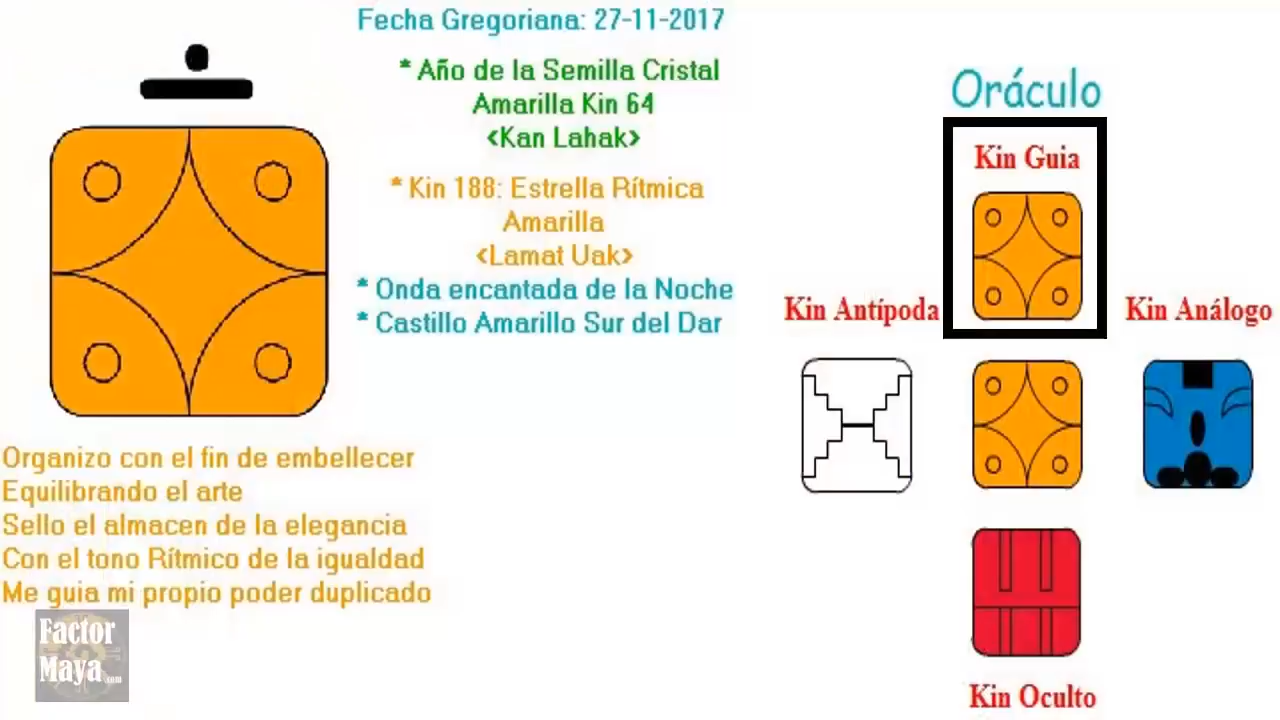 Fecha Gregoriana: 27-11-2017
* Año de la Semilla Cristal
Amarilla Kin 64
<Kan Lahak>
* Kin 188: Estrella Rítmica
Amarilla
<Lamat Uak>
* Onda encantada de la Noche
* Castillo Amarillo Sur del Dar
Organizo con el fin de embellecer
Equilibrando el arte
Sello el almacen de la elegancia
Con el tono Rítmico de la igualdad
Me guia mi propio poder duplicado
Factor
Maya.com
Oráculo
Kin Guia
Kin Antípoda
Kin Análogo
Kin Oculto